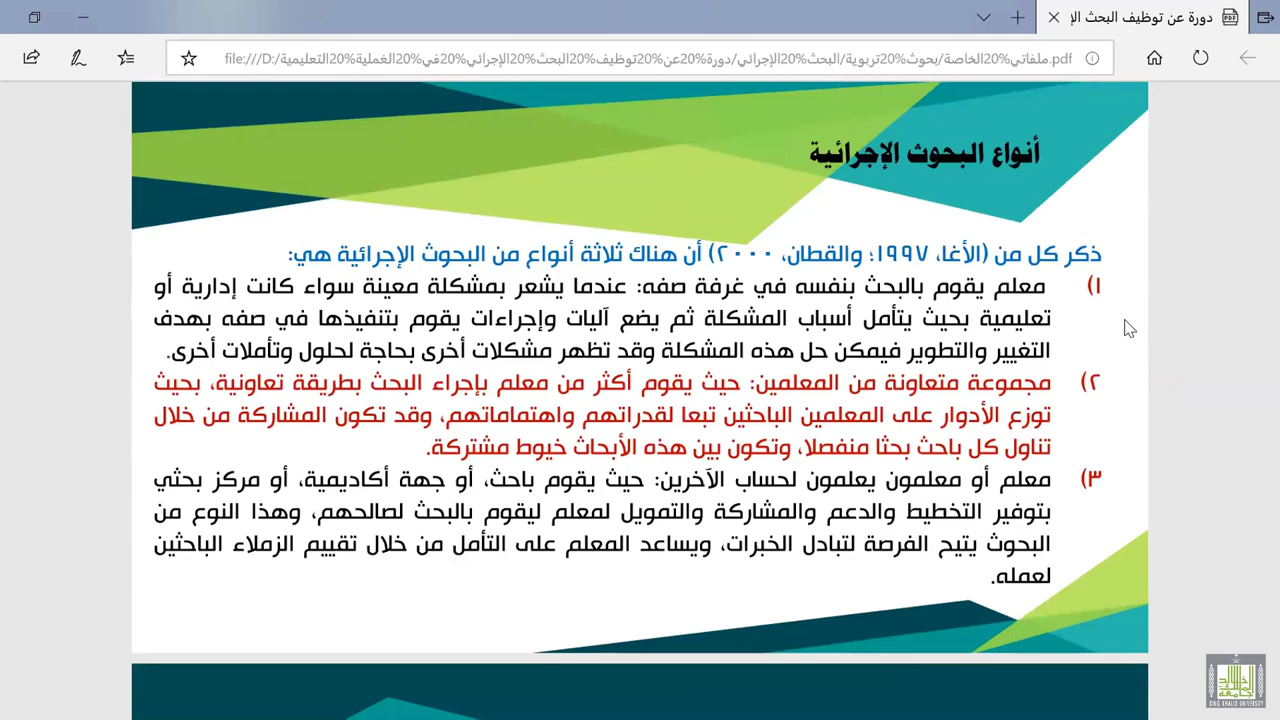 دورة عن توظيف البحث الإ
file:///D:/ملفاتي%20الخاصة/بحوث%20تربوية/البحث%20الإجرائي/دورة%20عن%20توظيف%20البحث%20الإجرائي%20في%20الغملية%20التعليمية.pdf
أنواع البحوث الإجرائية
ذكر كل من (الأغا، ١٩٩٧؛ والقطان، ٢٠٠٠) أن هناك ثلاثة أنواع من البحوث الإجرائية هي:
١) معلم يقوم بالبحث بنفسه في غرفة صفه: عندما يشعر بمشكلة معينة سواء كانت إدارية أو
تعليمية بحيث يتأمل أسباب المشكلة ثم يضع آليات وإجراءات يقوم بتنفيذها في صفه بهدف
التغيير والتطوير فيمكن حل هذه المشكلة وقد تظهر مشكلات أخرى بحاجة لحلول وتأملات أخرى.
٢) مجموعة متعاونة من المعلمين: حيث يقوم أكثر من معلم بإجراء البحث بطريقة تعاونية، بحيث
توزع الأدوار على المعلمين الباحثين تبعا لقدراتهم واهتماماتهم، وقد تكون المشاركة من خلال
تناول كل باحث بحثا منفصلا، وتكون بين هذه الأبحاث خيوط مشتركة.
٣) معلم أو معلمون يعلمون لحساب الآخرين: حيث يقوم باحث، أو جهة أكاديمية، أو مركز بحثي
بتوفير التخطيط والدعم والمشاركة والتمويل لمعلم ليقوم بالبحث لصالحهم، وهذا النوع من
البحوث يتيح الفرصة لتبادل الخبرات، ويساعد المعلم على التأمل من خلال تقييم الزملاء الباحثين
لعمله.
KING KHALID UNIVERSITY